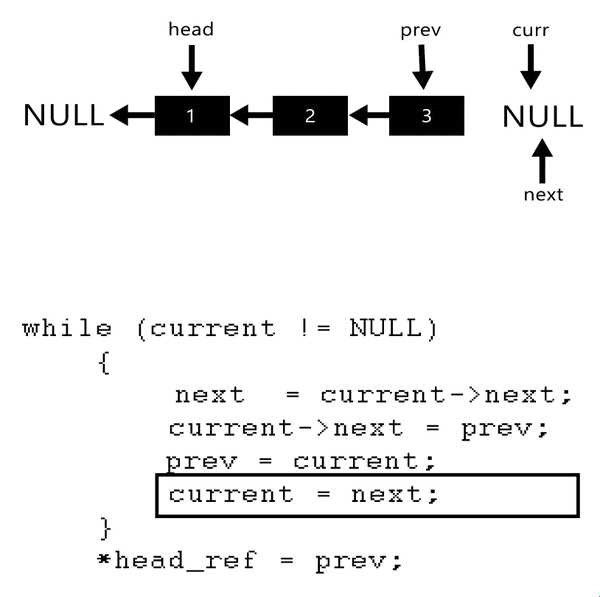 head prev curr
NULL 1 2 3 NULL
next
while (current != NULL)
{
next = current->next;
current->next = prev;
prev = current;
current = next;
}
*head_ref = prev;